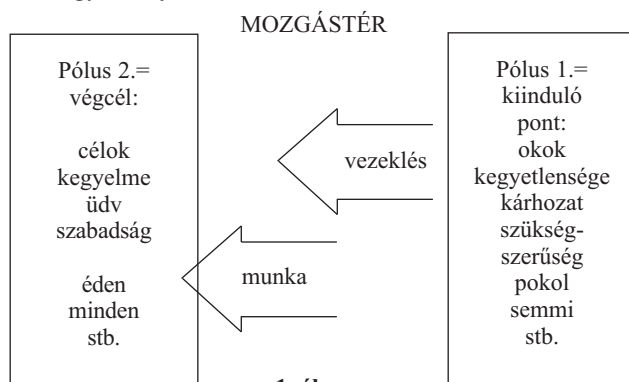 MOZGÁSTÉR
Pólus 2.=
végcél:
célok
kegyelme
üdv
szabadság
éden
minden
stb.
vezeklés
munka
Pólus 1.=
kiinduló
pont:
okok
kegyetlensége
kárhozat
szükség-
szerűség
pokol
semmi
stb.